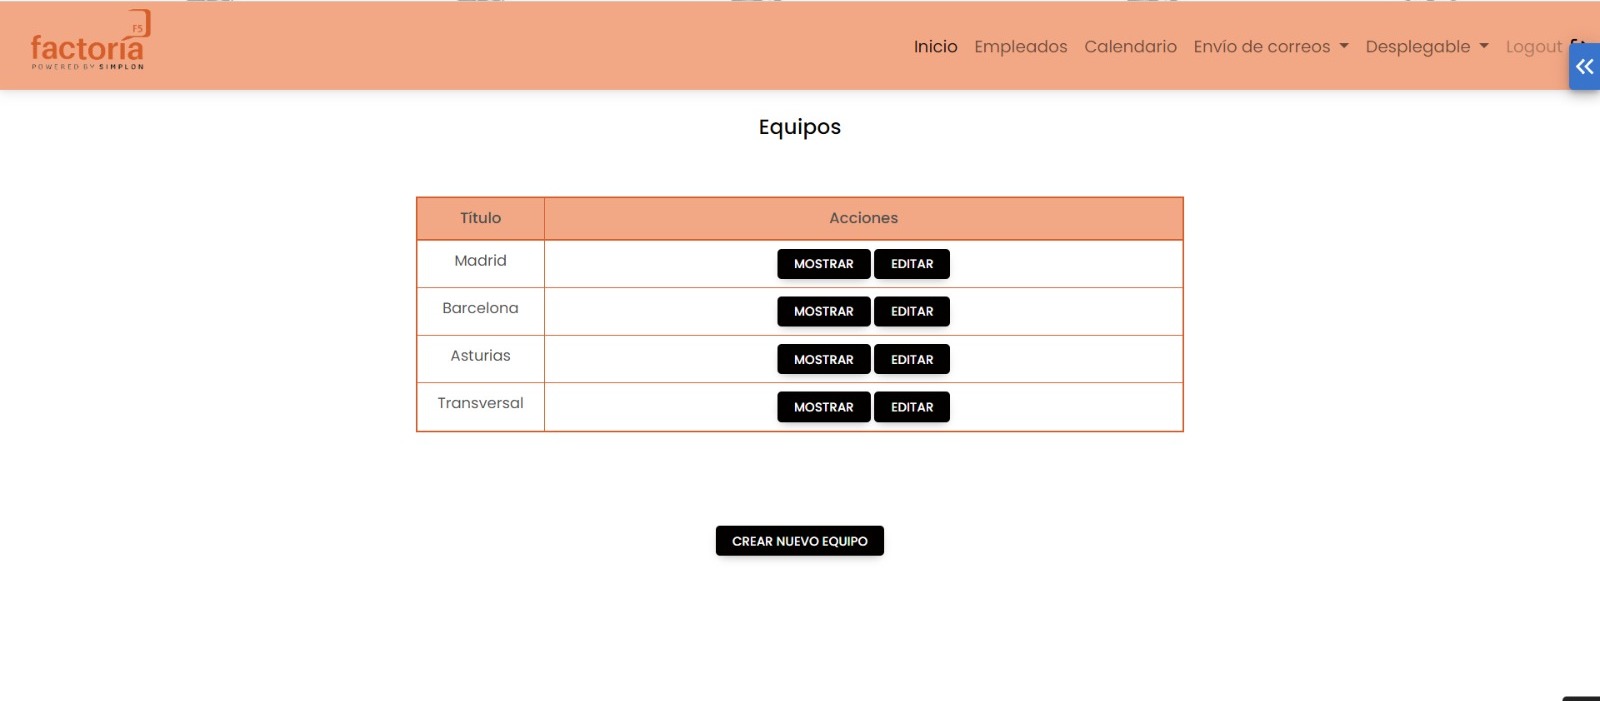 F5
factoría
POWERED BY SIMPLON
Inicio Empleados Calendario Envío de correos Desplegable Logout
Equipos
Título Acciones
Madrid MOSTRAR EDITAR
Barcelona MOSTRAR EDITAR
Asturias MOSTRAR EDITAR
Transversal MOSTRAR EDITAR
CREAR NUEVO EQUIPO